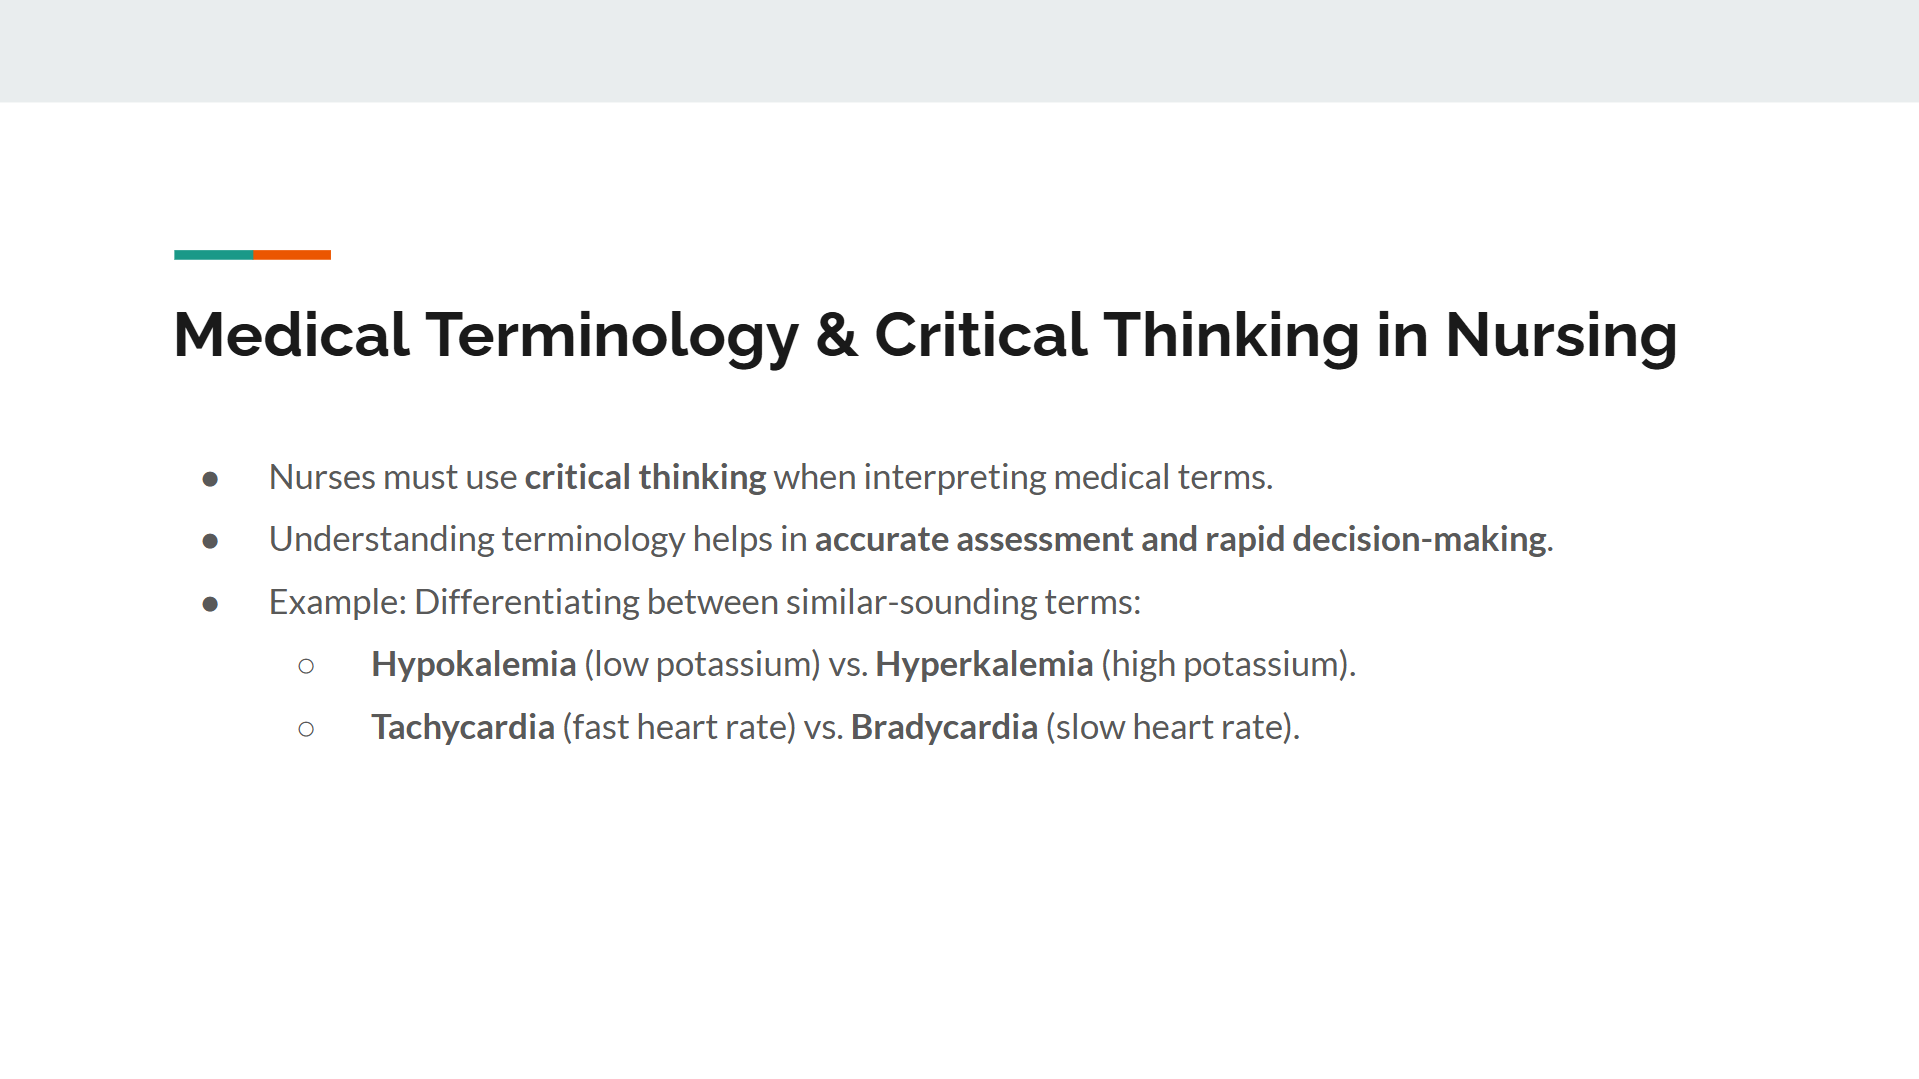 Medical Terminology & Critical Thinking in Nursing
● Nurses must use critical thinking when interpreting medical terms.
● Understanding terminology helps in accurate assessment and rapid decision-making.
● Example: Differentiating between similar-sounding terms:
○ Hypokalemia (low potassium) vs. Hyperkalemia (high potassium).
○ Tachycardia (fast heart rate) vs. Bradycardia (slow heart rate).